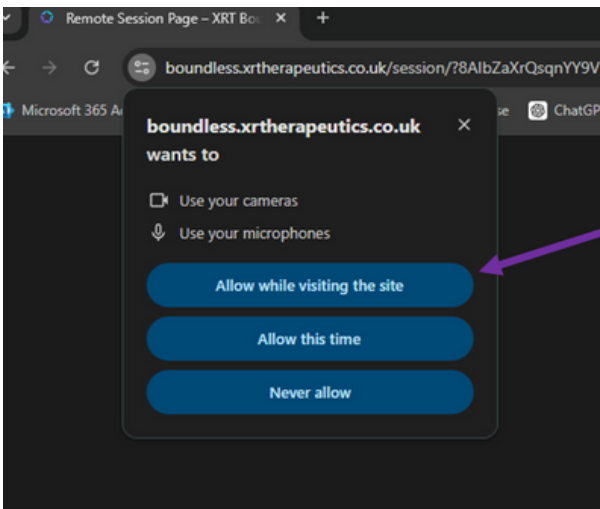 Remote Session Page – XRT Bo
boundless.xrtherapeutics.co.uk/session/?8AIbZaXrQsqnYY9V
Microsoft 365 A
se
ChatGP
boundless.xrtherapeutics.co.uk
wants to
Use your cameras
Use your microphones
Allow while visiting the site
Allow this time
Never allow